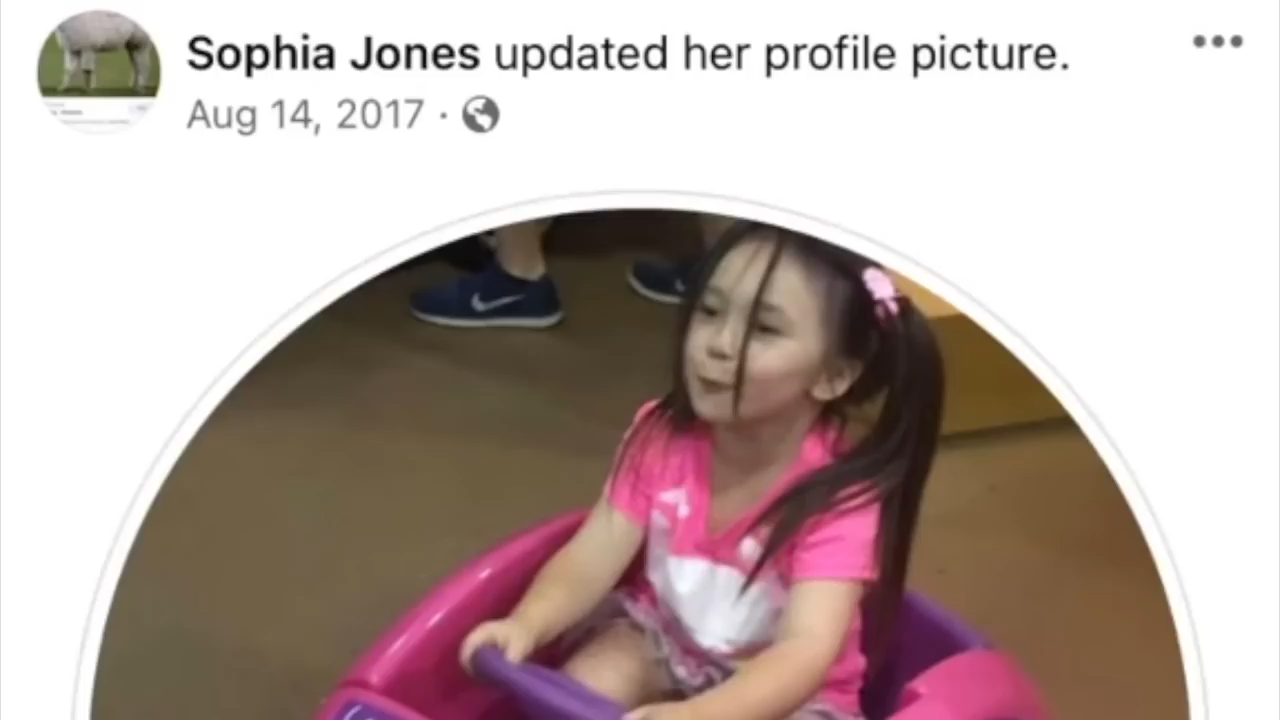 Sophia Jones updated her profile picture.
Aug 14, 2017 ·